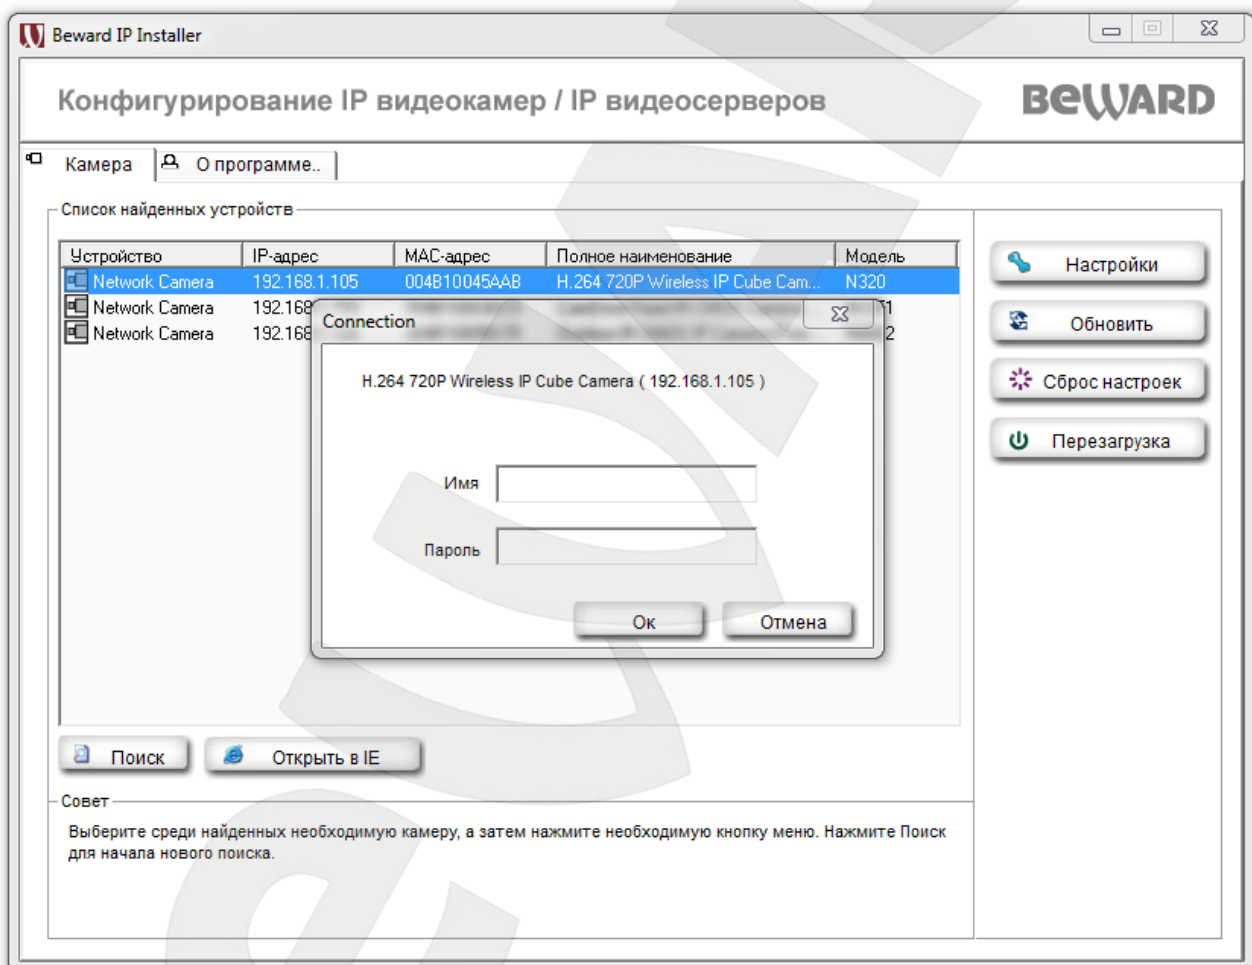 Beward IP Installer
Конфигурирование IP видеокамер / IP видеосерверов
BEWARD
Камера
О программе..
Список найденных устройств
Устройство IP-адрес MAC-адрес Полное наименование Модель
Network Camera 192.168.1.105 004B10045AAB H.264 720P Wireless IP Cube Cam... N320
Network Camera 192.168
Network Camera 192.168
Connection
H.264 720P Wireless IP Cube Camera ( 192.168.1.105 )
Имя
Пароль
Ок Отмена
Настройки
Обновить
Сброс настроек
Перезагрузка
Поиск Открыть в IE
Совет
Выберите среди найденных необходимую камеру, а затем нажмите необходимую кнопку меню. Нажмите Поиск
для начала нового поиска.